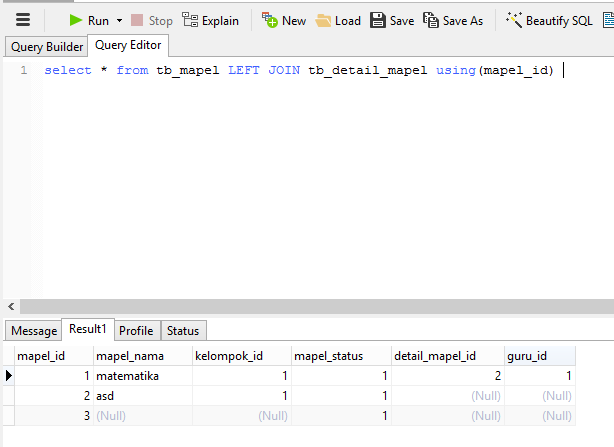 Run Stop Explain New Load Save Save As Beautify SQL
Query Builder Query Editor
1 select * from tb_mapel LEFT JOIN tb_detail_mapel using(mapel_id)
Message Result1 Profile Status
mapel_id mapel_nama kelompok_id mapel_status detail_mapel_id guru_id
1 matematika 1 1 2 1
2 asd 1 1 (Null) (Null)
3 (Null) (Null) 1 (Null) (Null)